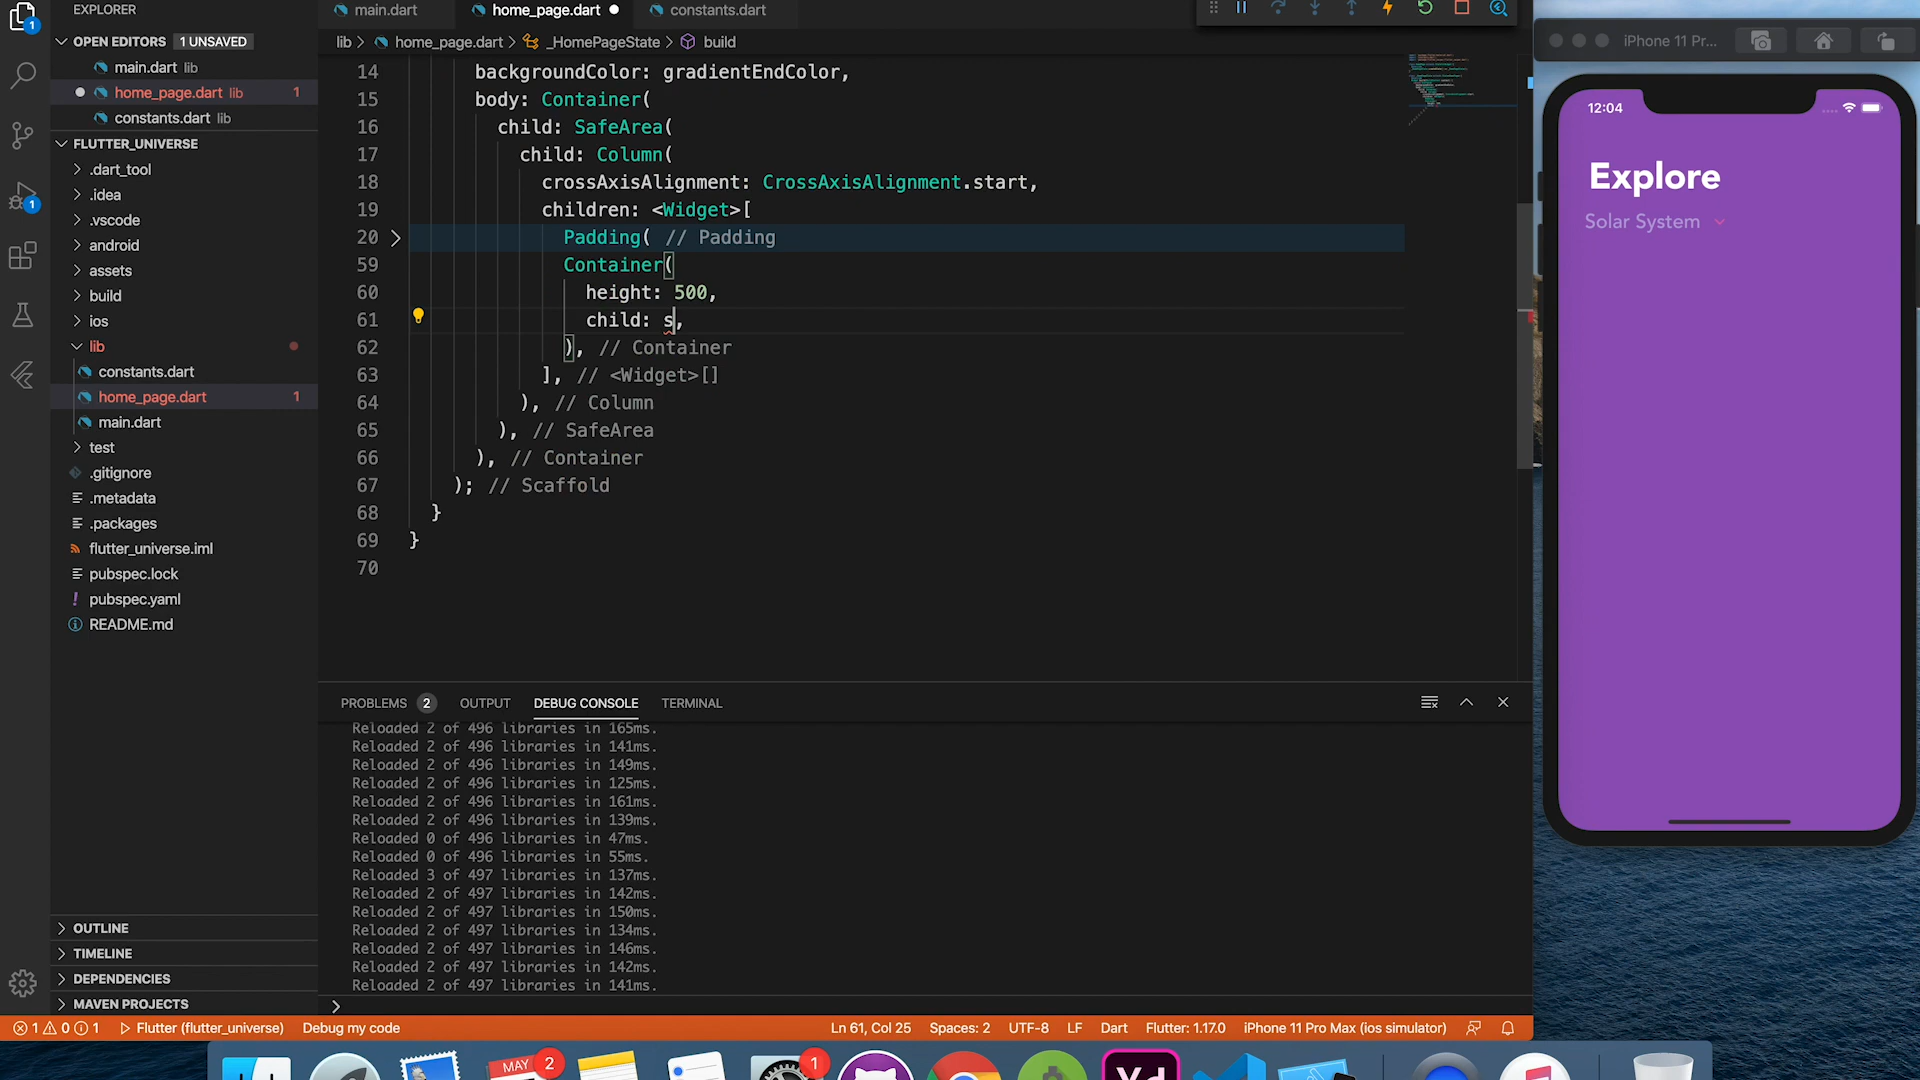 EXPLORER
OPEN EDITORS 1 UNSAVED
main.dart lib
home_page.dart lib 1
constants.dart lib
FLUTTER_UNIVERSE
.dart_tool
.idea
.vscode
android
assets
build
ios
lib
constants.dart
home_page.dart 1
main.dart
test
.gitignore
.metadata
.packages
flutter_universe.iml
pubspec.lock
pubspec.yaml
README.md
OUTLINE
TIMELINE
DEPENDENCIES
MAVEN PROJECTS
1
1
main.dart home_page.dart constants.dart
lib > home_page.dart > _HomePageState > build
14 backgroundColor: gradientEndColor,
15 body: Container(
16 child: SafeArea(
17 child: Column(
18 crossAxisAlignment: CrossAxisAlignment.start,
19 children: <Widget>[
20 Padding( // Padding
59 Container(
60 height: 500,
61 child: s,
62 ), // Container
63 ], // <Widget>[]
64 ), // Column
65 ), // SafeArea
66 ), // Container
67 ); // Scaffold
68 }
69 }
70
PROBLEMS 2 OUTPUT DEBUG CONSOLE TERMINAL
Reloaded 2 of 496 libraries in 165ms.
Reloaded 2 of 496 libraries in 141ms.
Reloaded 2 of 496 libraries in 149ms.
Reloaded 2 of 496 libraries in 125ms.
Reloaded 2 of 496 libraries in 161ms.
Reloaded 2 of 496 libraries in 139ms.
Reloaded 0 of 496 libraries in 47ms.
Reloaded 0 of 496 libraries in 55ms.
Reloaded 3 of 497 libraries in 137ms.
Reloaded 2 of 497 libraries in 142ms.
Reloaded 2 of 497 libraries in 150ms.
Reloaded 2 of 497 libraries in 134ms.
Reloaded 2 of 497 libraries in 146ms.
Reloaded 2 of 497 libraries in 142ms.
Reloaded 2 of 497 libraries in 141ms.
iPhone 11 Pr...
12:04
Explore
Solar System
1 0 1 Flutter (flutter_universe) Debug my code Ln 61, Col 25 Spaces: 2 UTF-8 LF Dart Flutter: 1.17.0 iPhone 11 Pro Max (ios simulator)
MAY 2 1 Xd